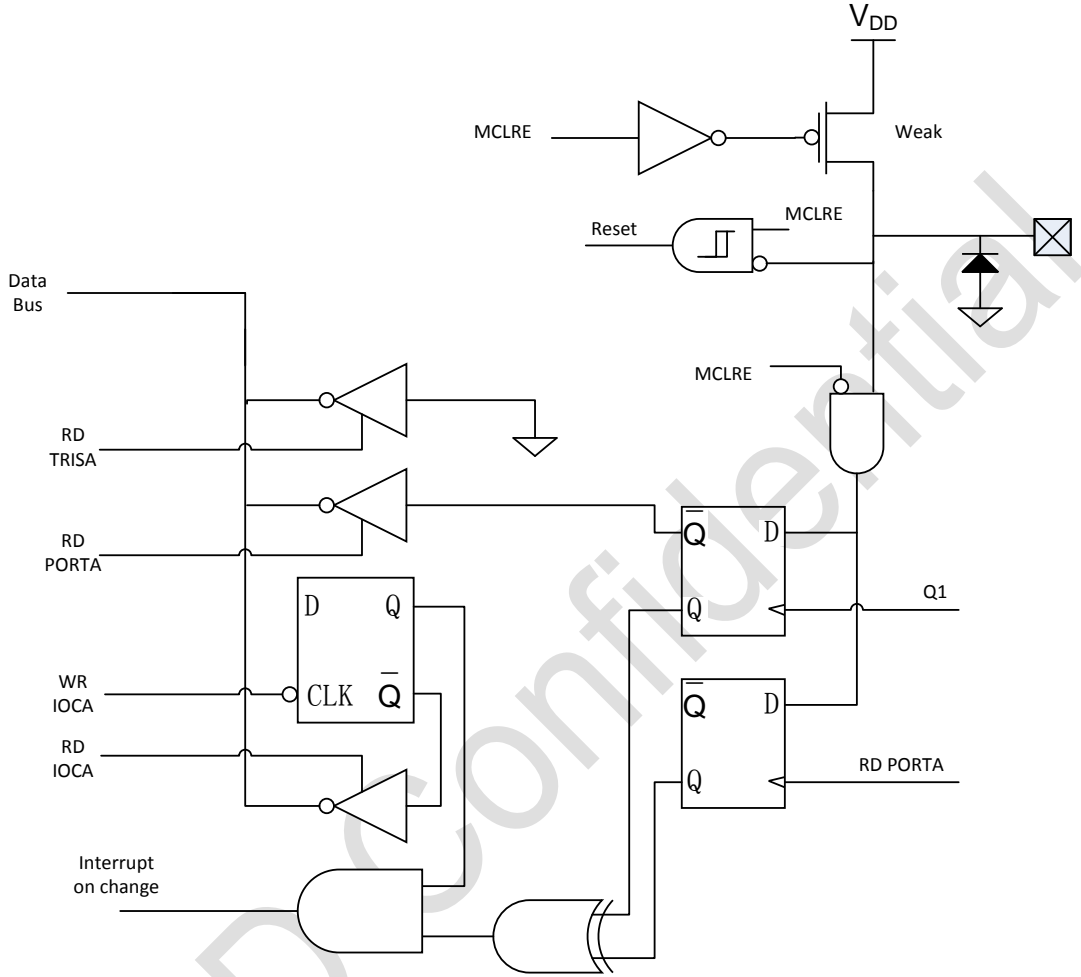 VDD
MCLRE
Weak
MCLRE
Reset
Data
Bus
MCLRE
RD
TRISA
Q
D
RD
PORTA
D
Q
Q
Q1
WR
IOCA
CLK
Q
Q
D
RD
IOCA
Q
RD PORTA
Interrupt
on change
D Confidential